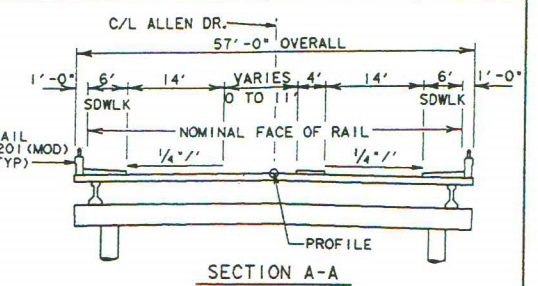 C/L ALLEN DR.
57'-0" OVERALL
1'-0" 6' 14' VARIES 4' 14' 6' 1'-0"
SDWLK 0 TO 11' SDWLK
NOMINAL FACE OF RAIL
AIL
201 (MOD)
TYP)
1/4"/' 1/4"/'
PROFILE
SECTION A-A